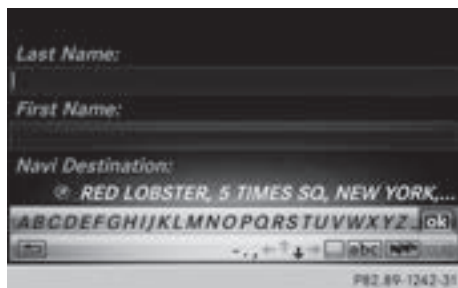 Last Name:
First Name:
Navi Destination:
RED LOBSTER, 5 TIMES SQ, NEW YORK,...
ABCDEFGHIJKLMNOPQRSTUVWXYZ ok
- . , abc
P82.89-1242-31